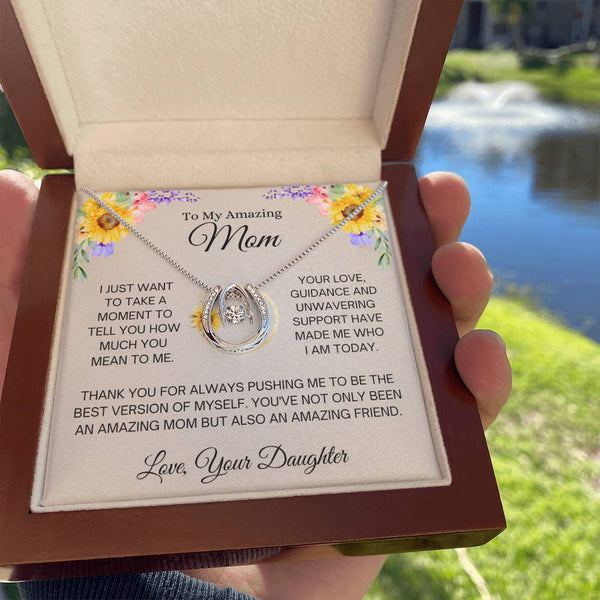 To My Amazing
Mom
I JUST WANT
TO TAKE A
MOMENT TO
TELL YOU HOW
MUCH YOU
MEAN TO ME.
YOUR LOVE,
GUIDANCE AND
UNWAVERING
SUPPORT HAVE
MADE ME WHO
I AM TODAY.
THANK YOU FOR ALWAYS PUSHING ME TO BE THE
BEST VERSION OF MYSELF. YOU'VE NOT ONLY BEEN
AN AMAZING MOM BUT ALSO AN AMAZING FRIEND.
Love, Your Daughter